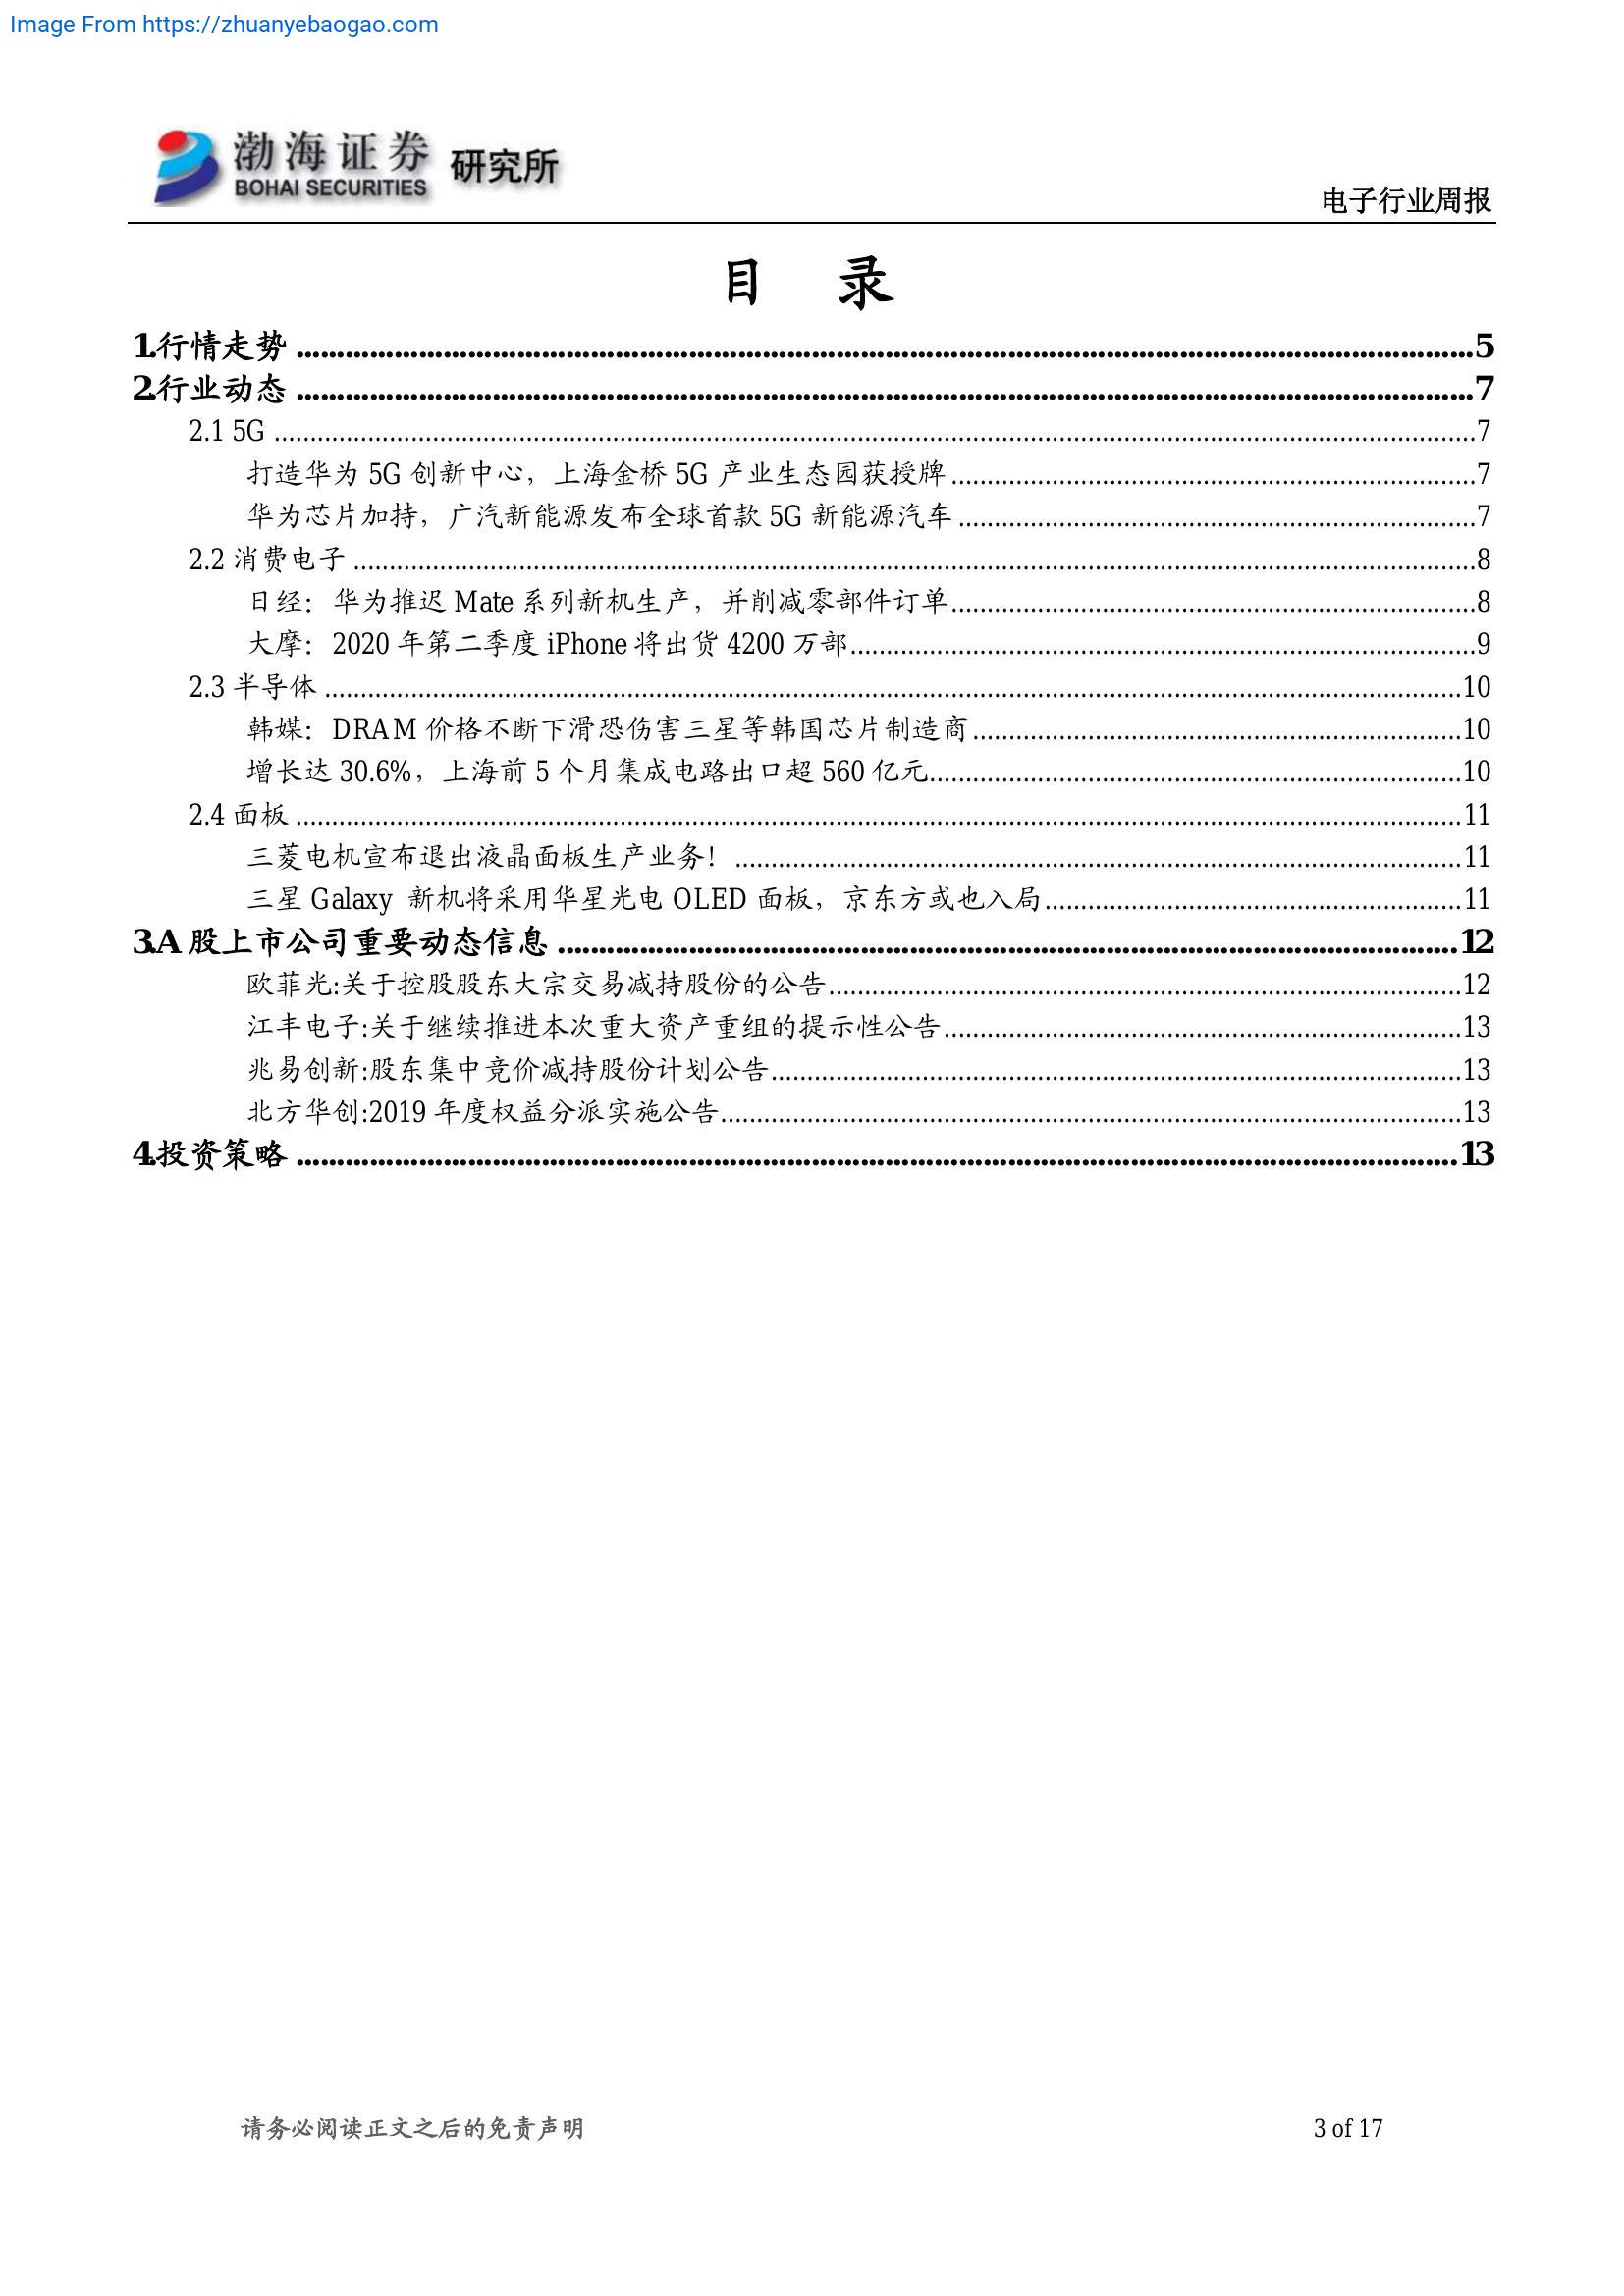 Image From https://zhuanyebaogao.com
渤海证券 研究所
BOHAI SECURITIES
电子行业周报
目 录
1.行情走势 ........................................ 5
2.行业动态 ........................................ 7
2.1 5G ........................................ 7
打造华为 5G 创新中心，上海金桥 5G 产业生态园获授牌 ........................................ 7
华为芯片加持，广汽新能源发布全球首款 5G 新能源汽车 ........................................ 7
2.2 消费电子 ........................................ 8
日经：华为推迟 Mate 系列新机生产，并削减零部件订单 ........................................ 8
大摩：2020 年第二季度 iPhone 将出货 4200 万部 ........................................ 9
2.3 半导体 ........................................ 10
韩媒：DRAM 价格不断下滑恐伤害三星等韩国芯片制造商 ........................................ 10
增长达 30.6%，上海前 5 个月集成电路出口超 560 亿元 ........................................ 10
2.4 面板 ........................................ 11
三菱电机宣布退出液晶面板生产业务！ ........................................ 11
三星 Galaxy 新机将采用华星光电 OLED 面板，京东方或也入局 ........................................ 11
3.A 股上市公司重要动态信息 ........................................ 12
欧菲光:关于控股股东大宗交易减持股份的公告 ........................................ 12
江丰电子:关于继续推进本次重大资产重组的提示性公告 ........................................ 13
兆易创新:股东集中竞价减持股份计划公告 ........................................ 13
北方华创:2019 年度权益分派实施公告 ........................................ 13
4.投资策略 ........................................ 13
请务必阅读正文之后的免责声明 3 of 17